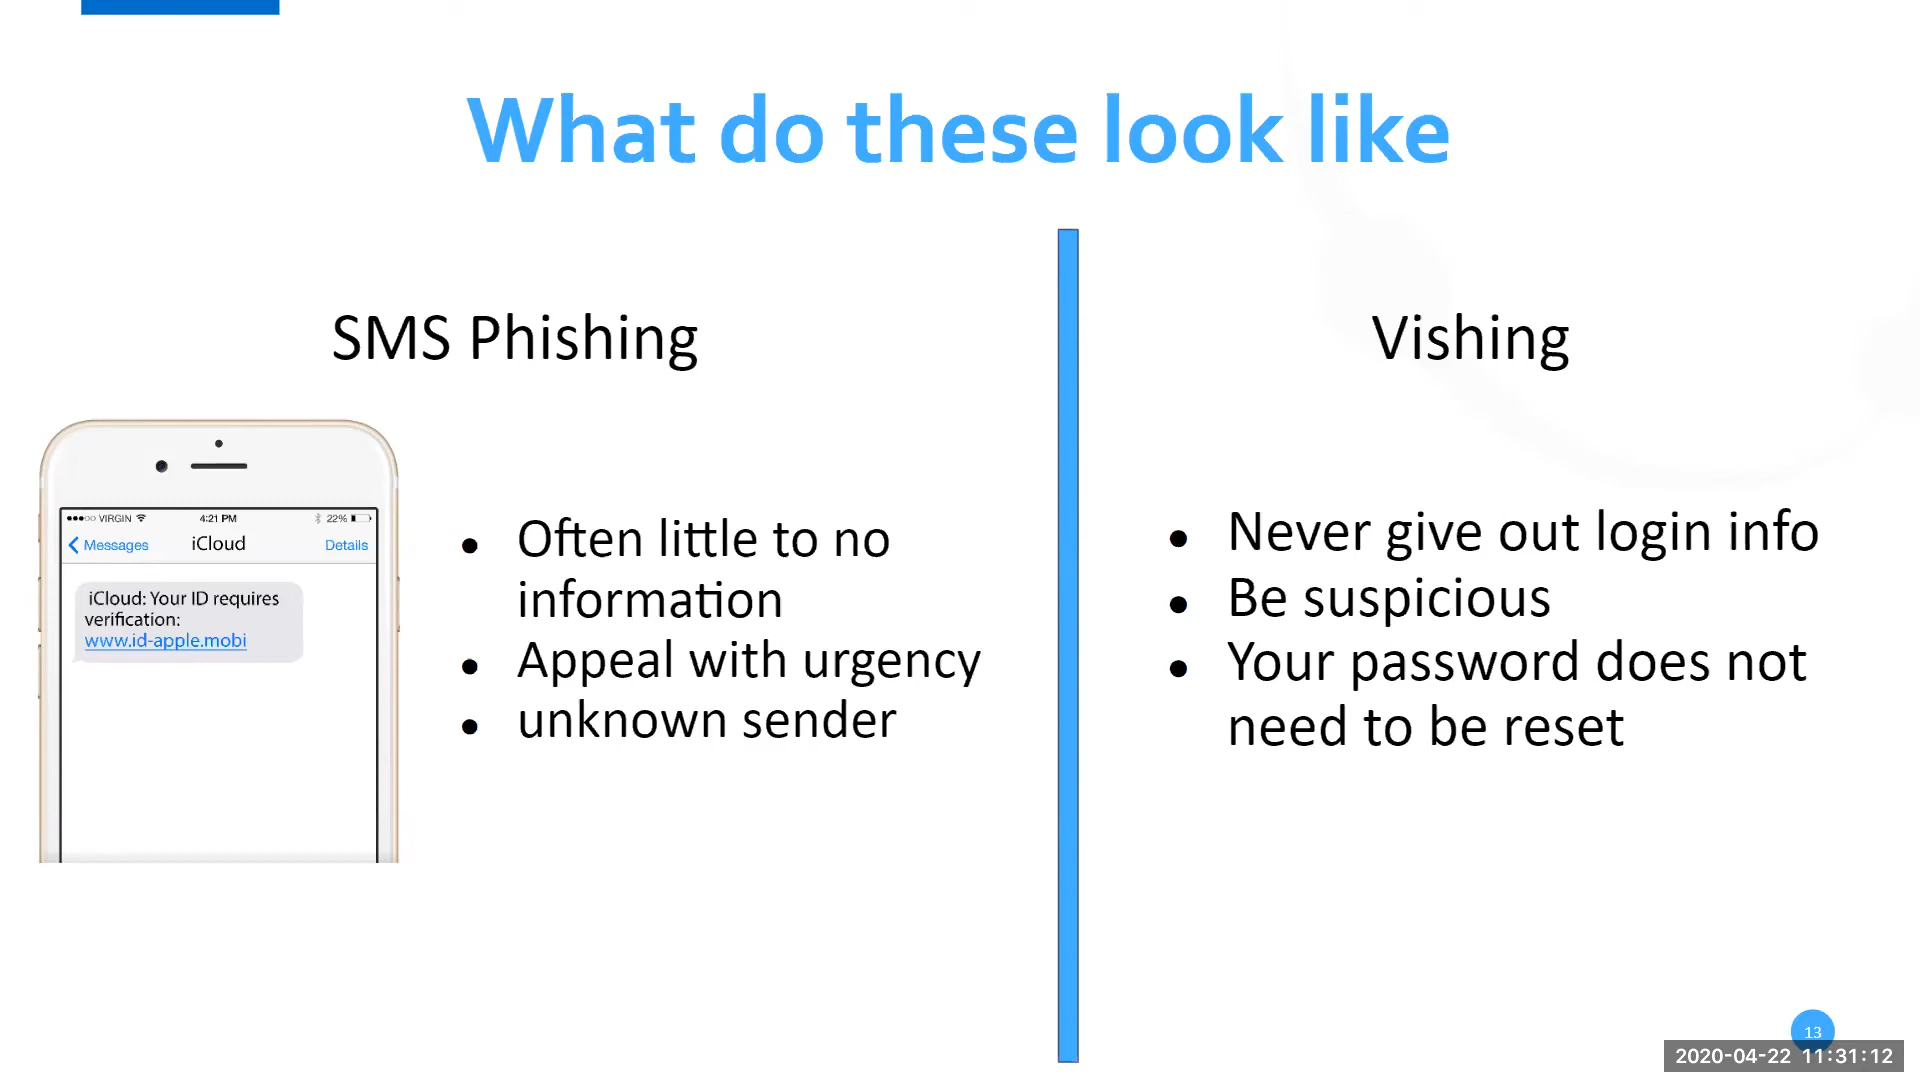 What do these look like
SMS Phishing
VIRGIN 4:21 PM 22%
Messages iCloud Details
iCloud: Your ID requires
verification:
www.id-apple.mobi
• Often little to no
information
• Appeal with urgency
• unknown sender
Vishing
• Never give out login info
• Be suspicious
• Your password does not
need to be reset
13
2020-04-22 11:31:12